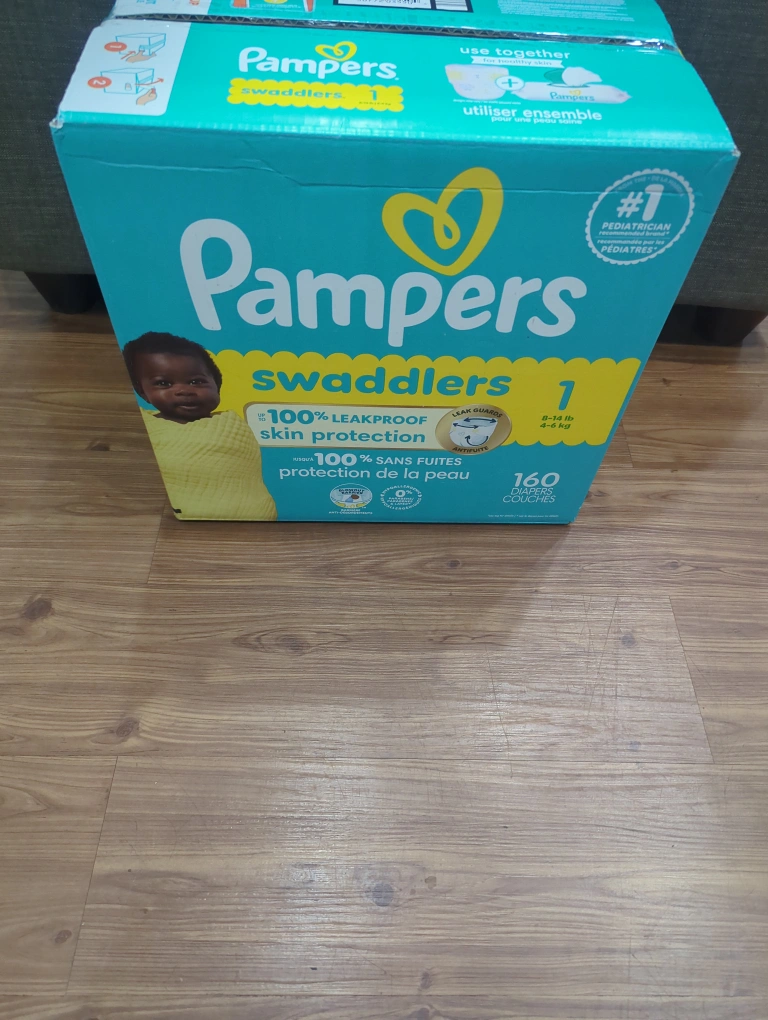 Pampers
swaddlers 1
use together
for healthy skin
Pampers
utiliser ensemble
pour une peau saine
#1
PEDIATRICIAN
recommended brand*
recommandée par les
PÉDIATRES*
Pampers
swaddlers 1
8-14 lb
4-6 kg
UP TO 100% LEAKPROOF
skin protection
LEAK GUARDS
ANTIFUITE
JUSQU'À 100% SANS FUITES
protection de la peau
160
DIAPERS
COUCHES
0%